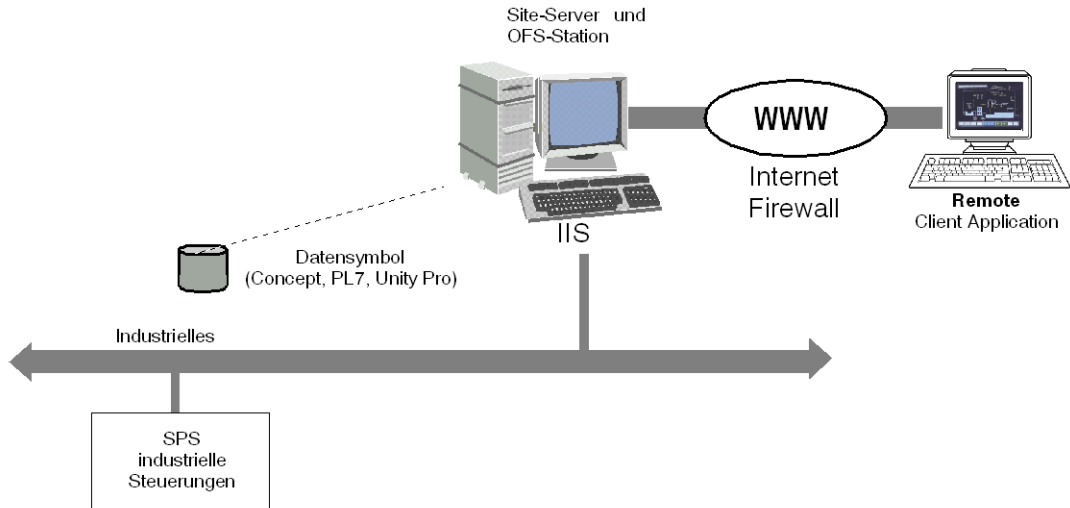 Site-Server und
OFS-Station
WWW
Internet
Firewall
Remote
Client Application
IIS
Datensymbol
(Concept, PL7, Unity Pro)
Industrielles
SPS
industrielle
Steuerungen